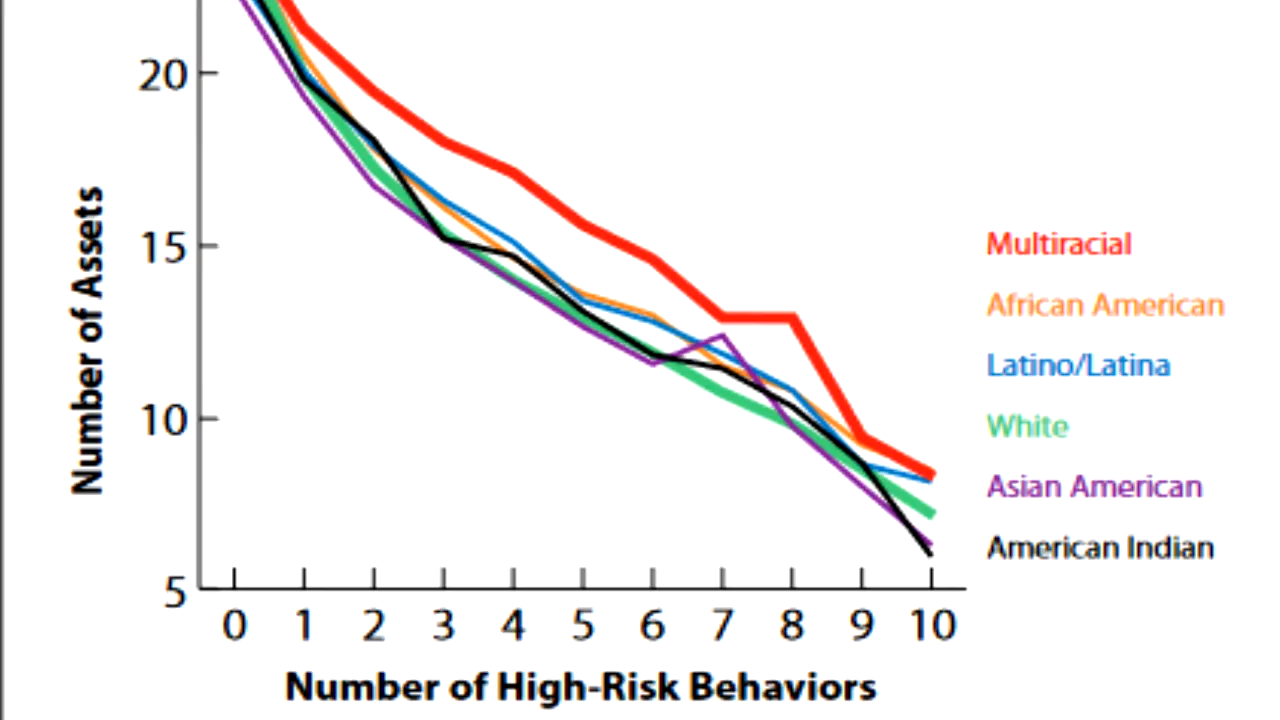 20
15
10
5
Number of Assets
0 1 2 3 4 5 6 7 8 9 10
Number of High-Risk Behaviors
Multiracial
African American
Latino/Latina
White
Asian American
American Indian